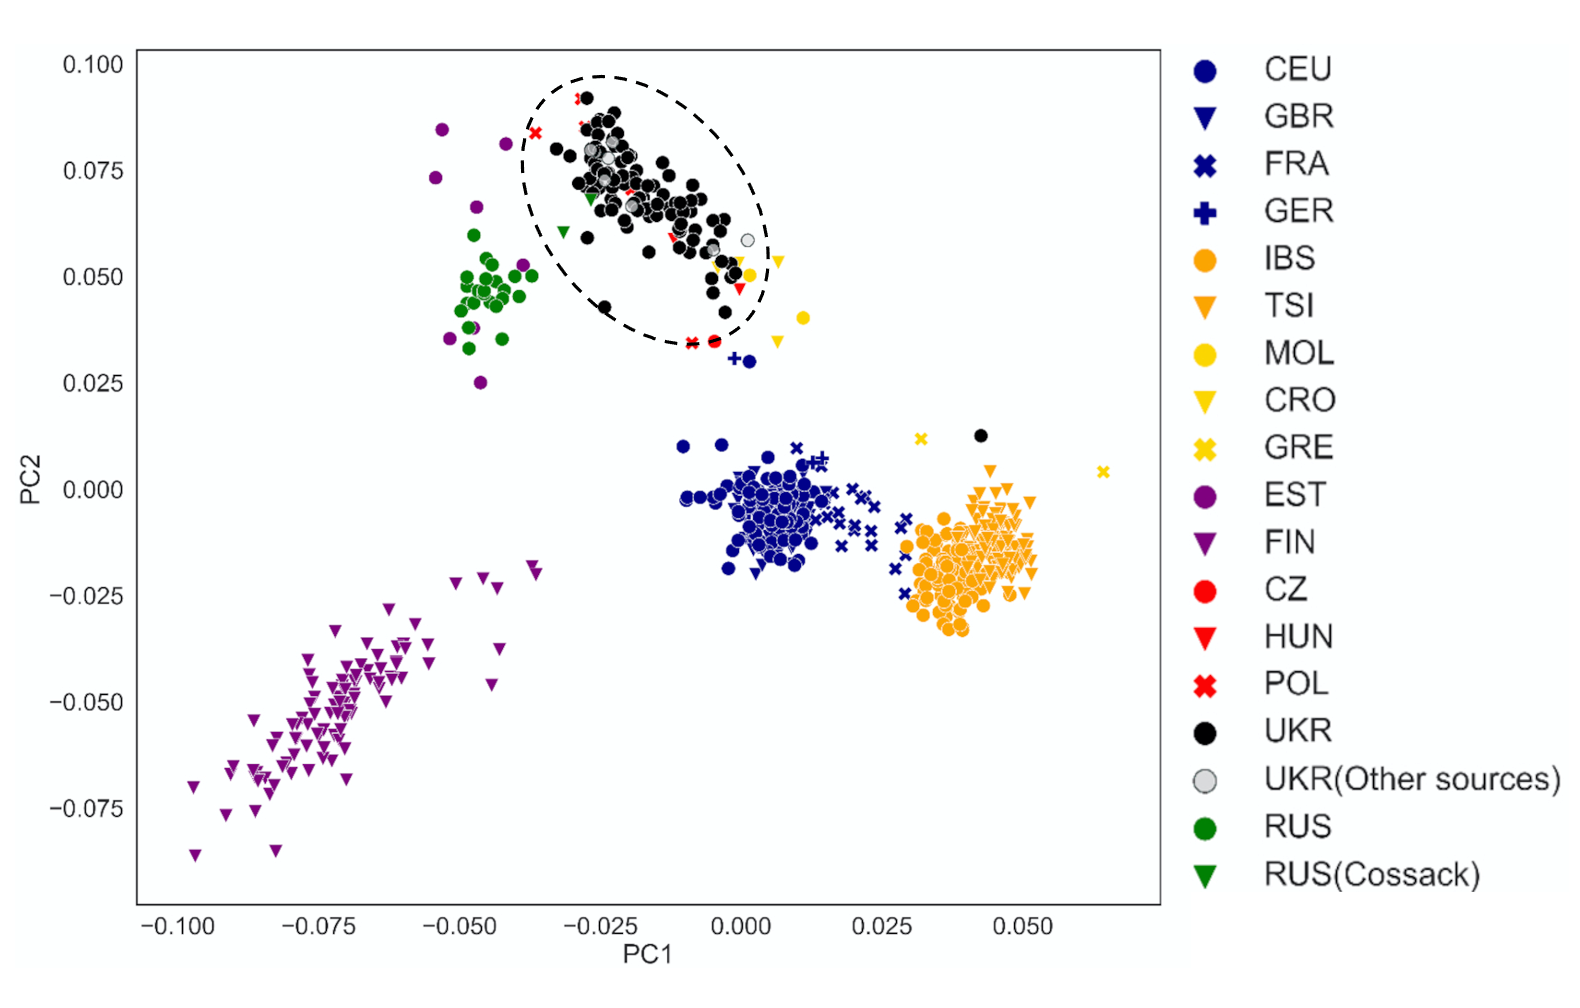 0.100
0.075
0.050
0.025
0.000
−0.025
−0.050
−0.075
PC2
−0.100
−0.075
−0.050
−0.025
0.000
0.025
0.050
PC1
CEU
GBR
FRA
GER
IBS
TSI
MOL
CRO
GRE
EST
FIN
CZ
HUN
POL
UKR
UKR(Other sources)
RUS
RUS(Cossack)